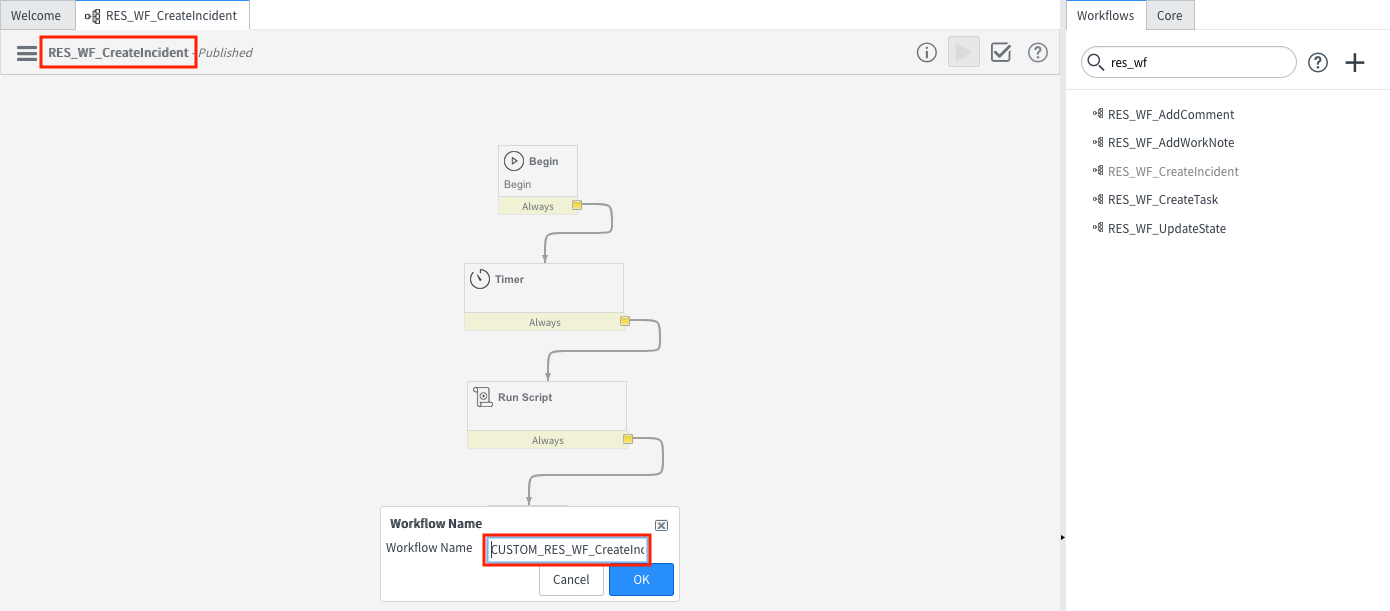 Welcome
RES_WF_CreateIncident
Workflows
Core
RES_WF_CreateIncident - Published
res_wf
RES_WF_AddComment
RES_WF_AddWorkNote
RES_WF_CreateIncident
RES_WF_CreateTask
RES_WF_UpdateState
Begin
Begin
Always
Timer
Always
Run Script
Always
Workflow Name
Workflow Name
CUSTOM_RES_WF_CreateInc
Cancel
OK